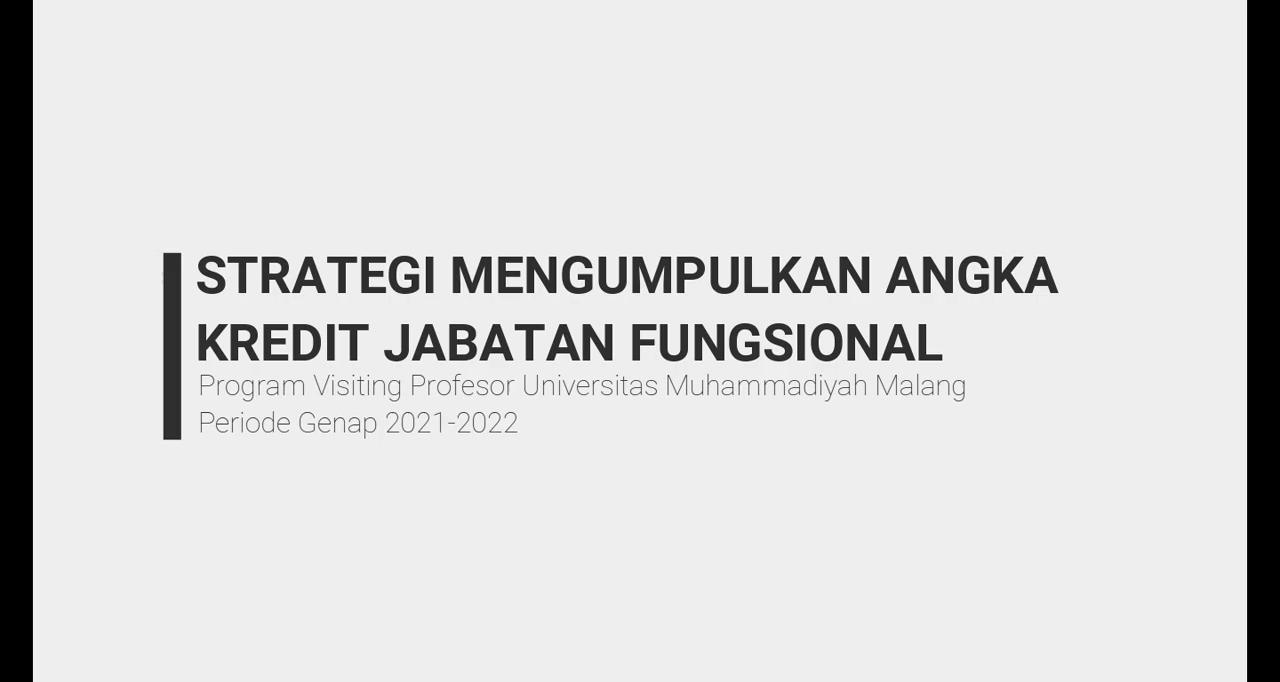 STRATEGI MENGUMPULKAN ANGKA
KREDIT JABATAN FUNGSIONAL
Program Visiting Profesor Universitas Muhammadiyah Malang
Periode Genap 2021-2022